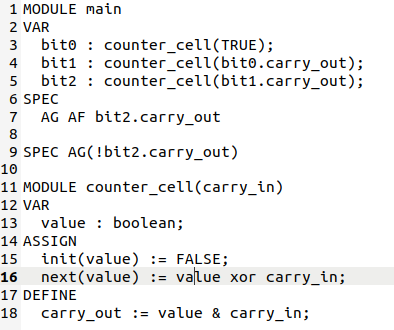 1 MODULE main
2 VAR
3   bit0 : counter_cell(TRUE);
4   bit1 : counter_cell(bit0.carry_out);
5   bit2 : counter_cell(bit1.carry_out);
6 SPEC
7   AG AF bit2.carry_out
8
9 SPEC AG(!bit2.carry_out)
10
11 MODULE counter_cell(carry_in)
12 VAR
13   value : boolean;
14 ASSIGN
15   init(value) := FALSE;
16   next(value) := value xor carry_in;
17 DEFINE
18   carry_out := value & carry_in;